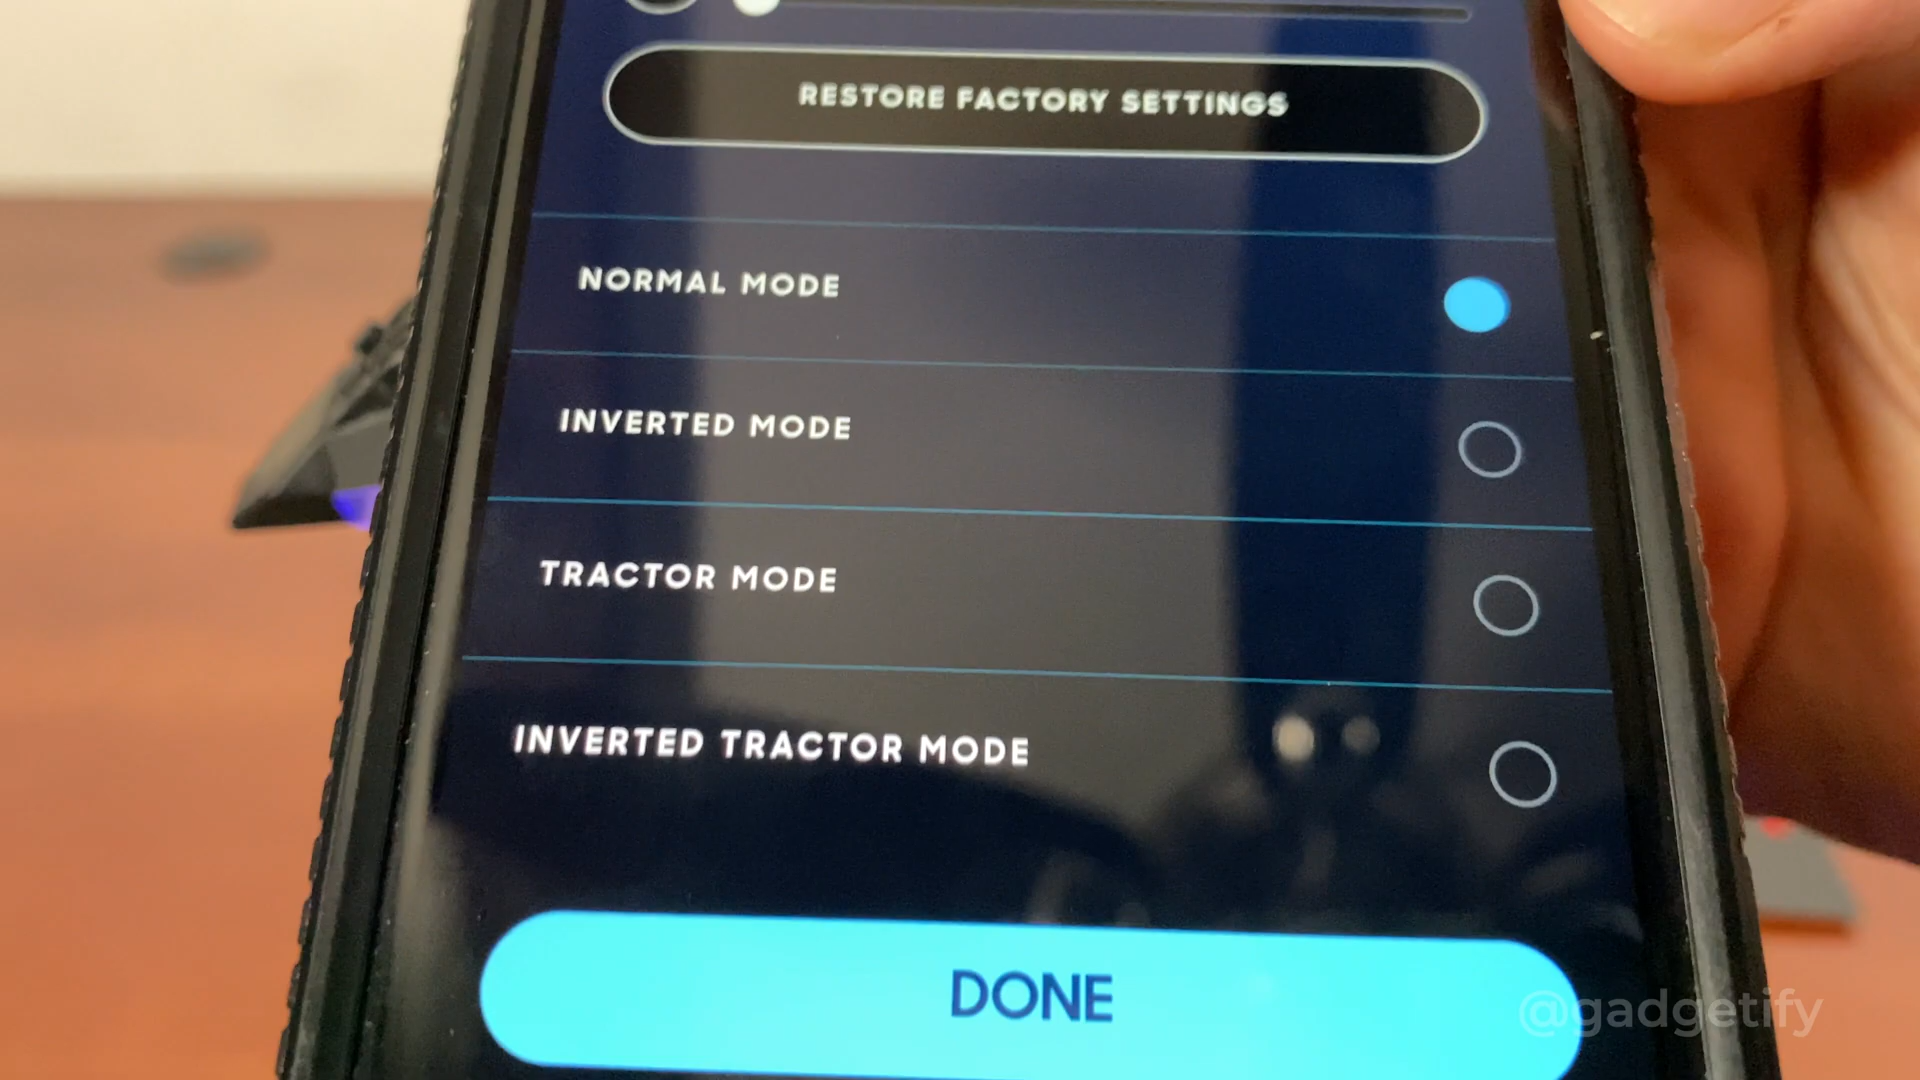 RESTORE FACTORY SETTINGS
NORMAL MODE
INVERTED MODE
TRACTOR MODE
INVERTED TRACTOR MODE
DONE
@gadgetify